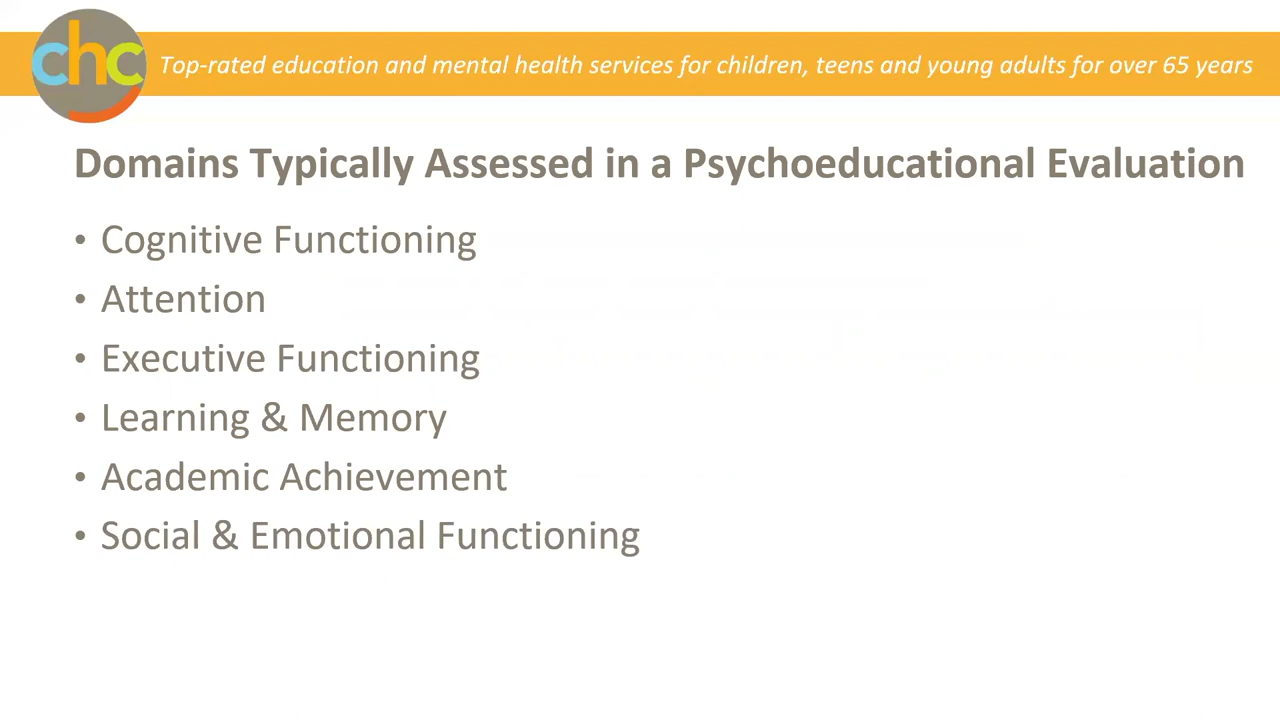 chc
Top-rated education and mental health services for children, teens and young adults for over 65 years
Domains Typically Assessed in a Psychoeducational Evaluation
• Cognitive Functioning
• Attention
• Executive Functioning
• Learning & Memory
• Academic Achievement
• Social & Emotional Functioning